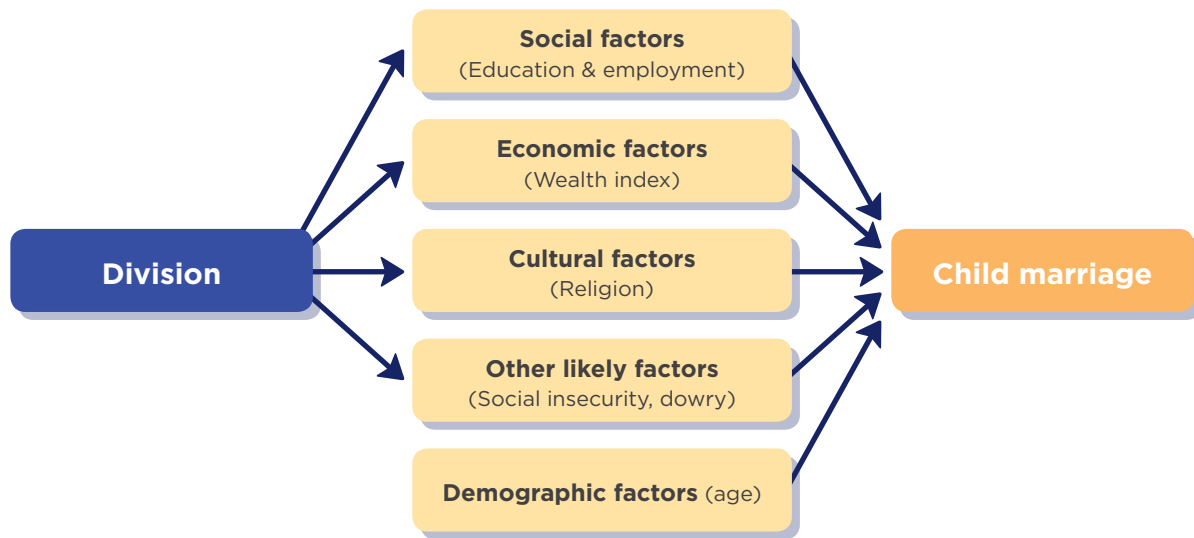 Social factors
(Education & employment)
Economic factors
(Wealth index)
Division
Cultural factors
(Religion)
Child marriage
Other likely factors
(Social insecurity, dowry)
Demographic factors (age)